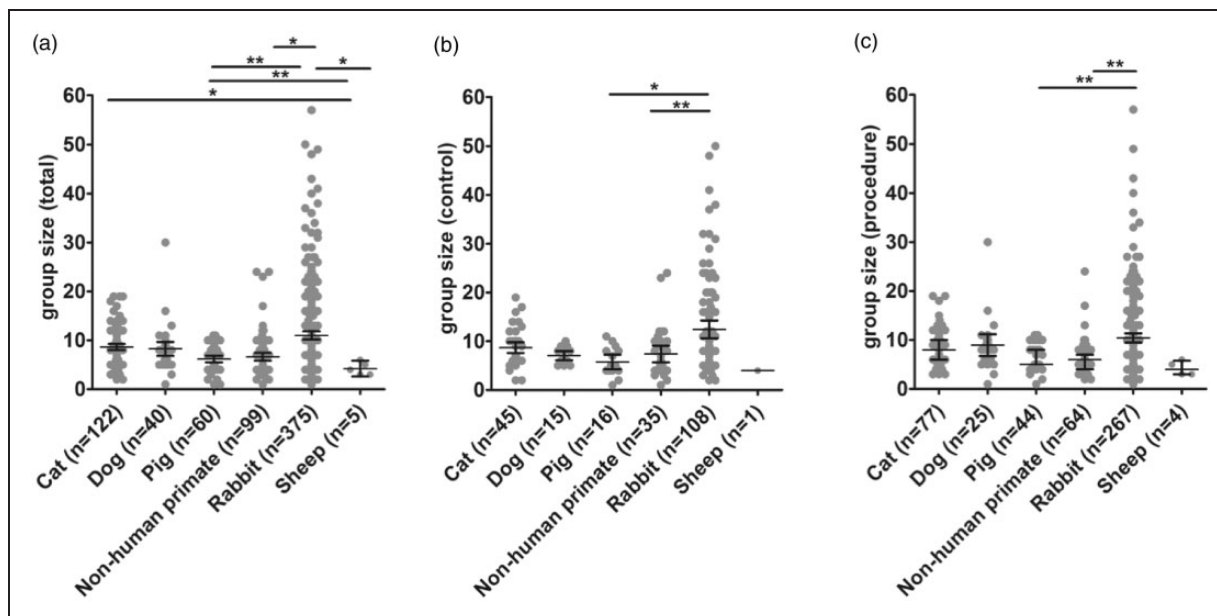 (a)
*
**
*
**
*
group size (total)
60
50
40
30
20
10
0
Cat (n=122)
Dog (n=40)
Pig (n=60)
Non-human primate (n=99)
Rabbit (n=375)
Sheep (n=5)
(b)
*
**
group size (control)
60
50
40
30
20
10
0
Cat (n=45)
Dog (n=15)
Pig (n=16)
Non-human primate (n=35)
Rabbit (n=108)
Sheep (n=1)
(c)
**
**
group size (procedure)
60
50
40
30
20
10
0
Cat (n=77)
Dog (n=25)
Pig (n=44)
Non-human primate (n=64)
Rabbit (n=267)
Sheep (n=4)